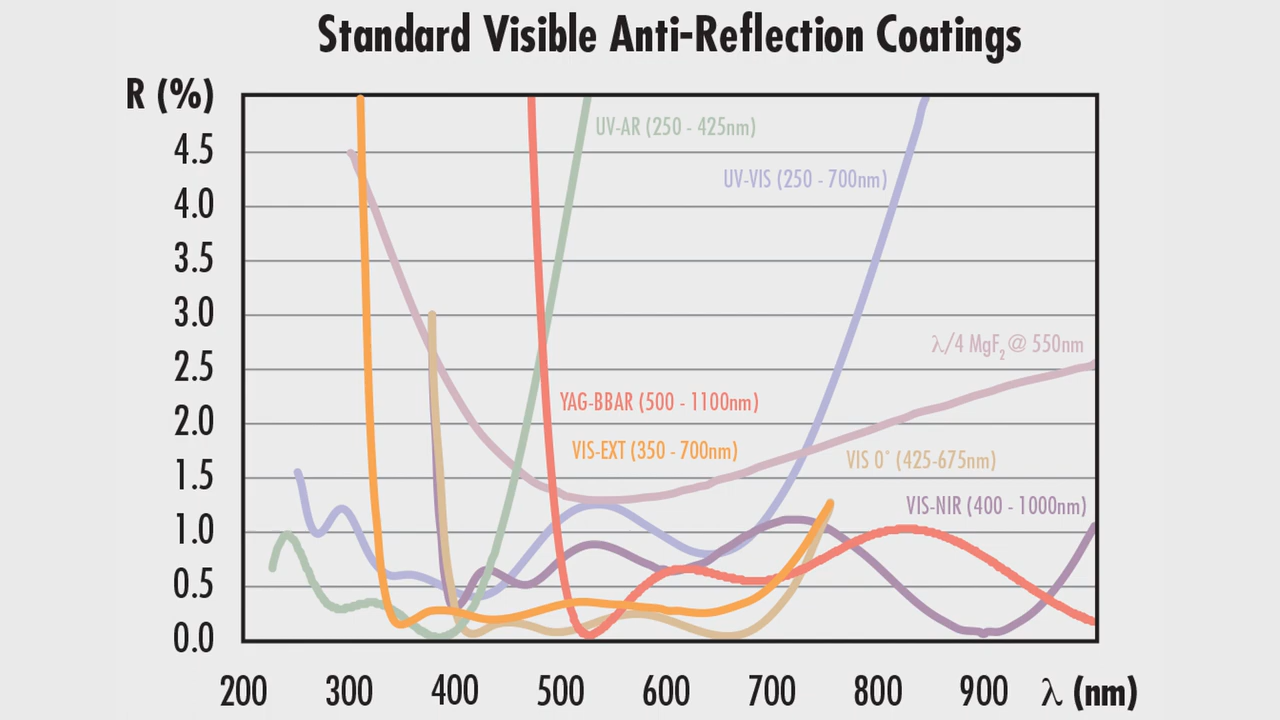 Standard Visible Anti-Reflection Coatings
R (%)
UV-AR (250 - 425nm)
4.5
UV-VIS (250 - 700nm)
4.0
3.5
3.0
λ/4 MgF₂ @ 550nm
2.5
YAG-BBAR (500 - 1100nm)
2.0
VIS-EXT (350 - 700nm)
VIS 0° (425-675nm)
1.5
VIS-NIR (400 - 1000nm)
1.0
0.5
0.0
200 300 400 500 600 700 800 900 λ (nm)